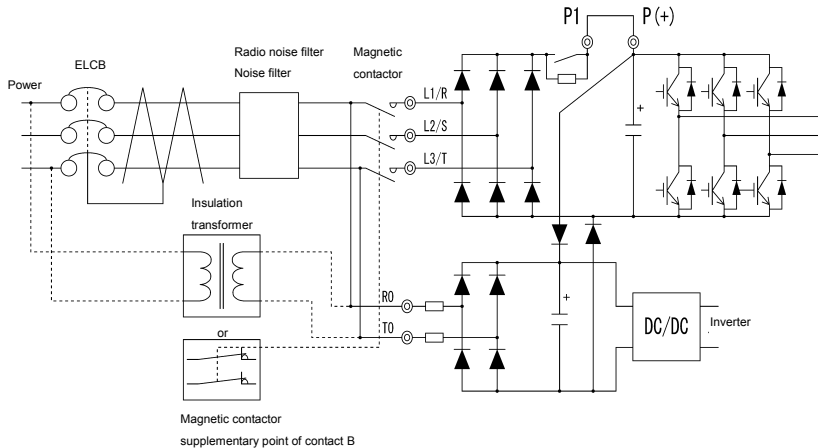 P1
P(+)
ELCB
Radio noise filter
Noise filter
Magnetic
contactor
Power
L1/R
L2/S
L3/T
Insulation
transformer
R0
T0
DC/DC
Inverter
or
Magnetic contactor
supplementary point of contact B